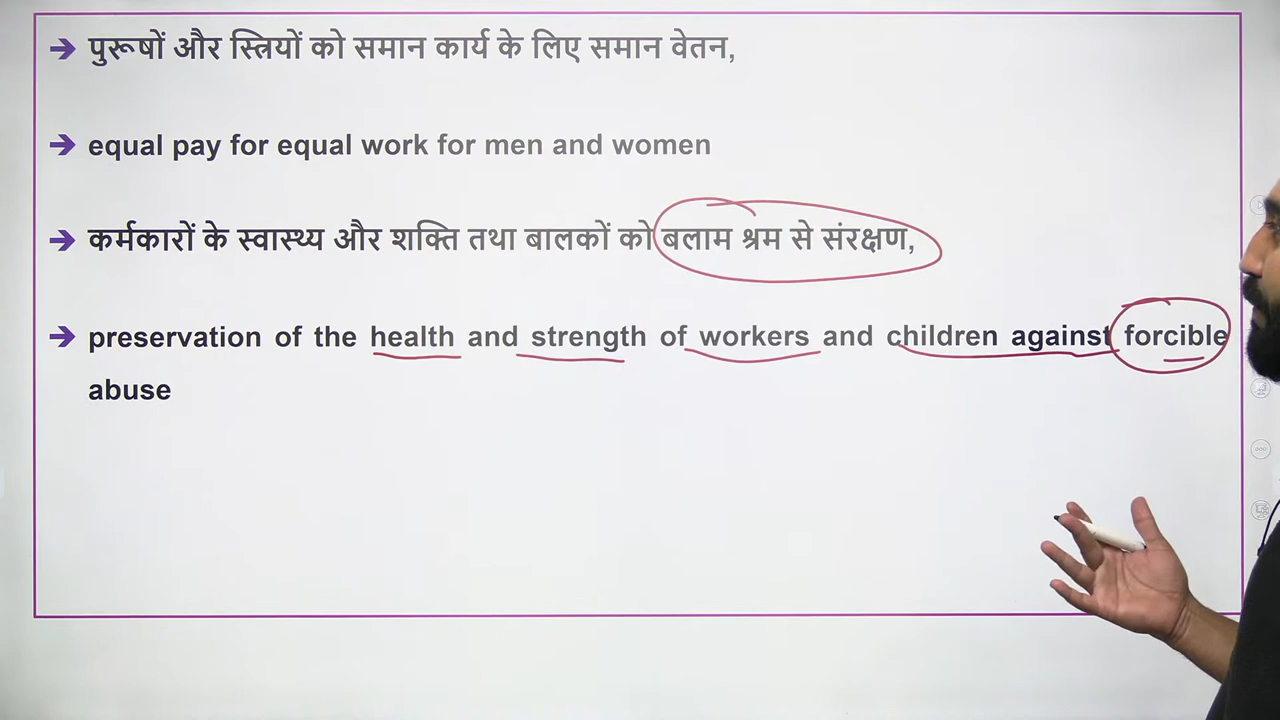 → पुरूषों और स्त्रियों को समान कार्य के लिए समान वेतन,
→ equal pay for equal work for men and women
→ कर्मकारों के स्वास्थ्य और शक्ति तथा बालकों को बलाम श्रम से संरक्षण,
→ preservation of the health and strength of workers and children against forcible
abuse